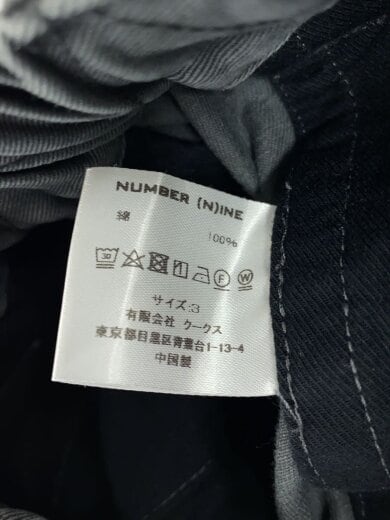 NUMBER (N)INE
綿 100%
30 F W
サイズ:3
有限会社 クークス
東京都目黒区青葉台1-13-4
中国製